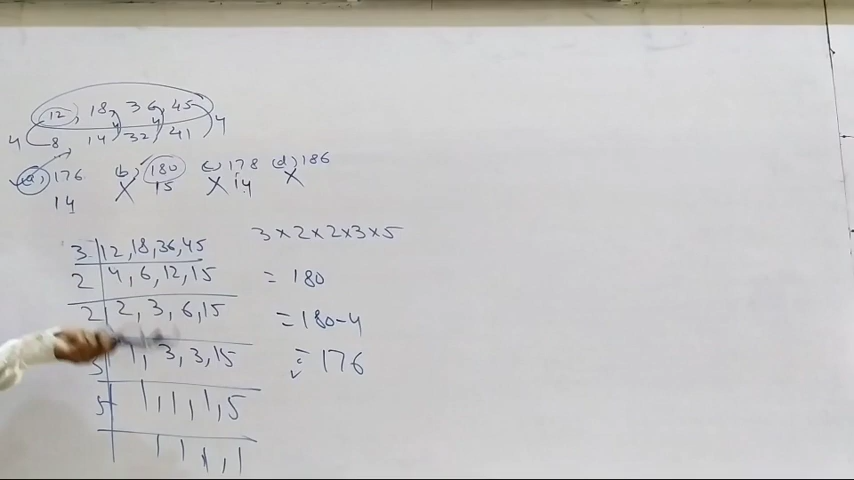 12, 18, 36, 45
4 4
4 8, 14, 32, 41 4
(a) 176 (b) 180 (c) 178 (d) 186
14 X 15 X 14 X
3 12, 18, 36, 45 3×2×2×3×5
2 4, 6, 12, 15 = 180
2 2, 3, 6, 15 = 180-4
1, 3, 3, 15 = 176
5 1, 1, 1, 5
1 1, 1, 1